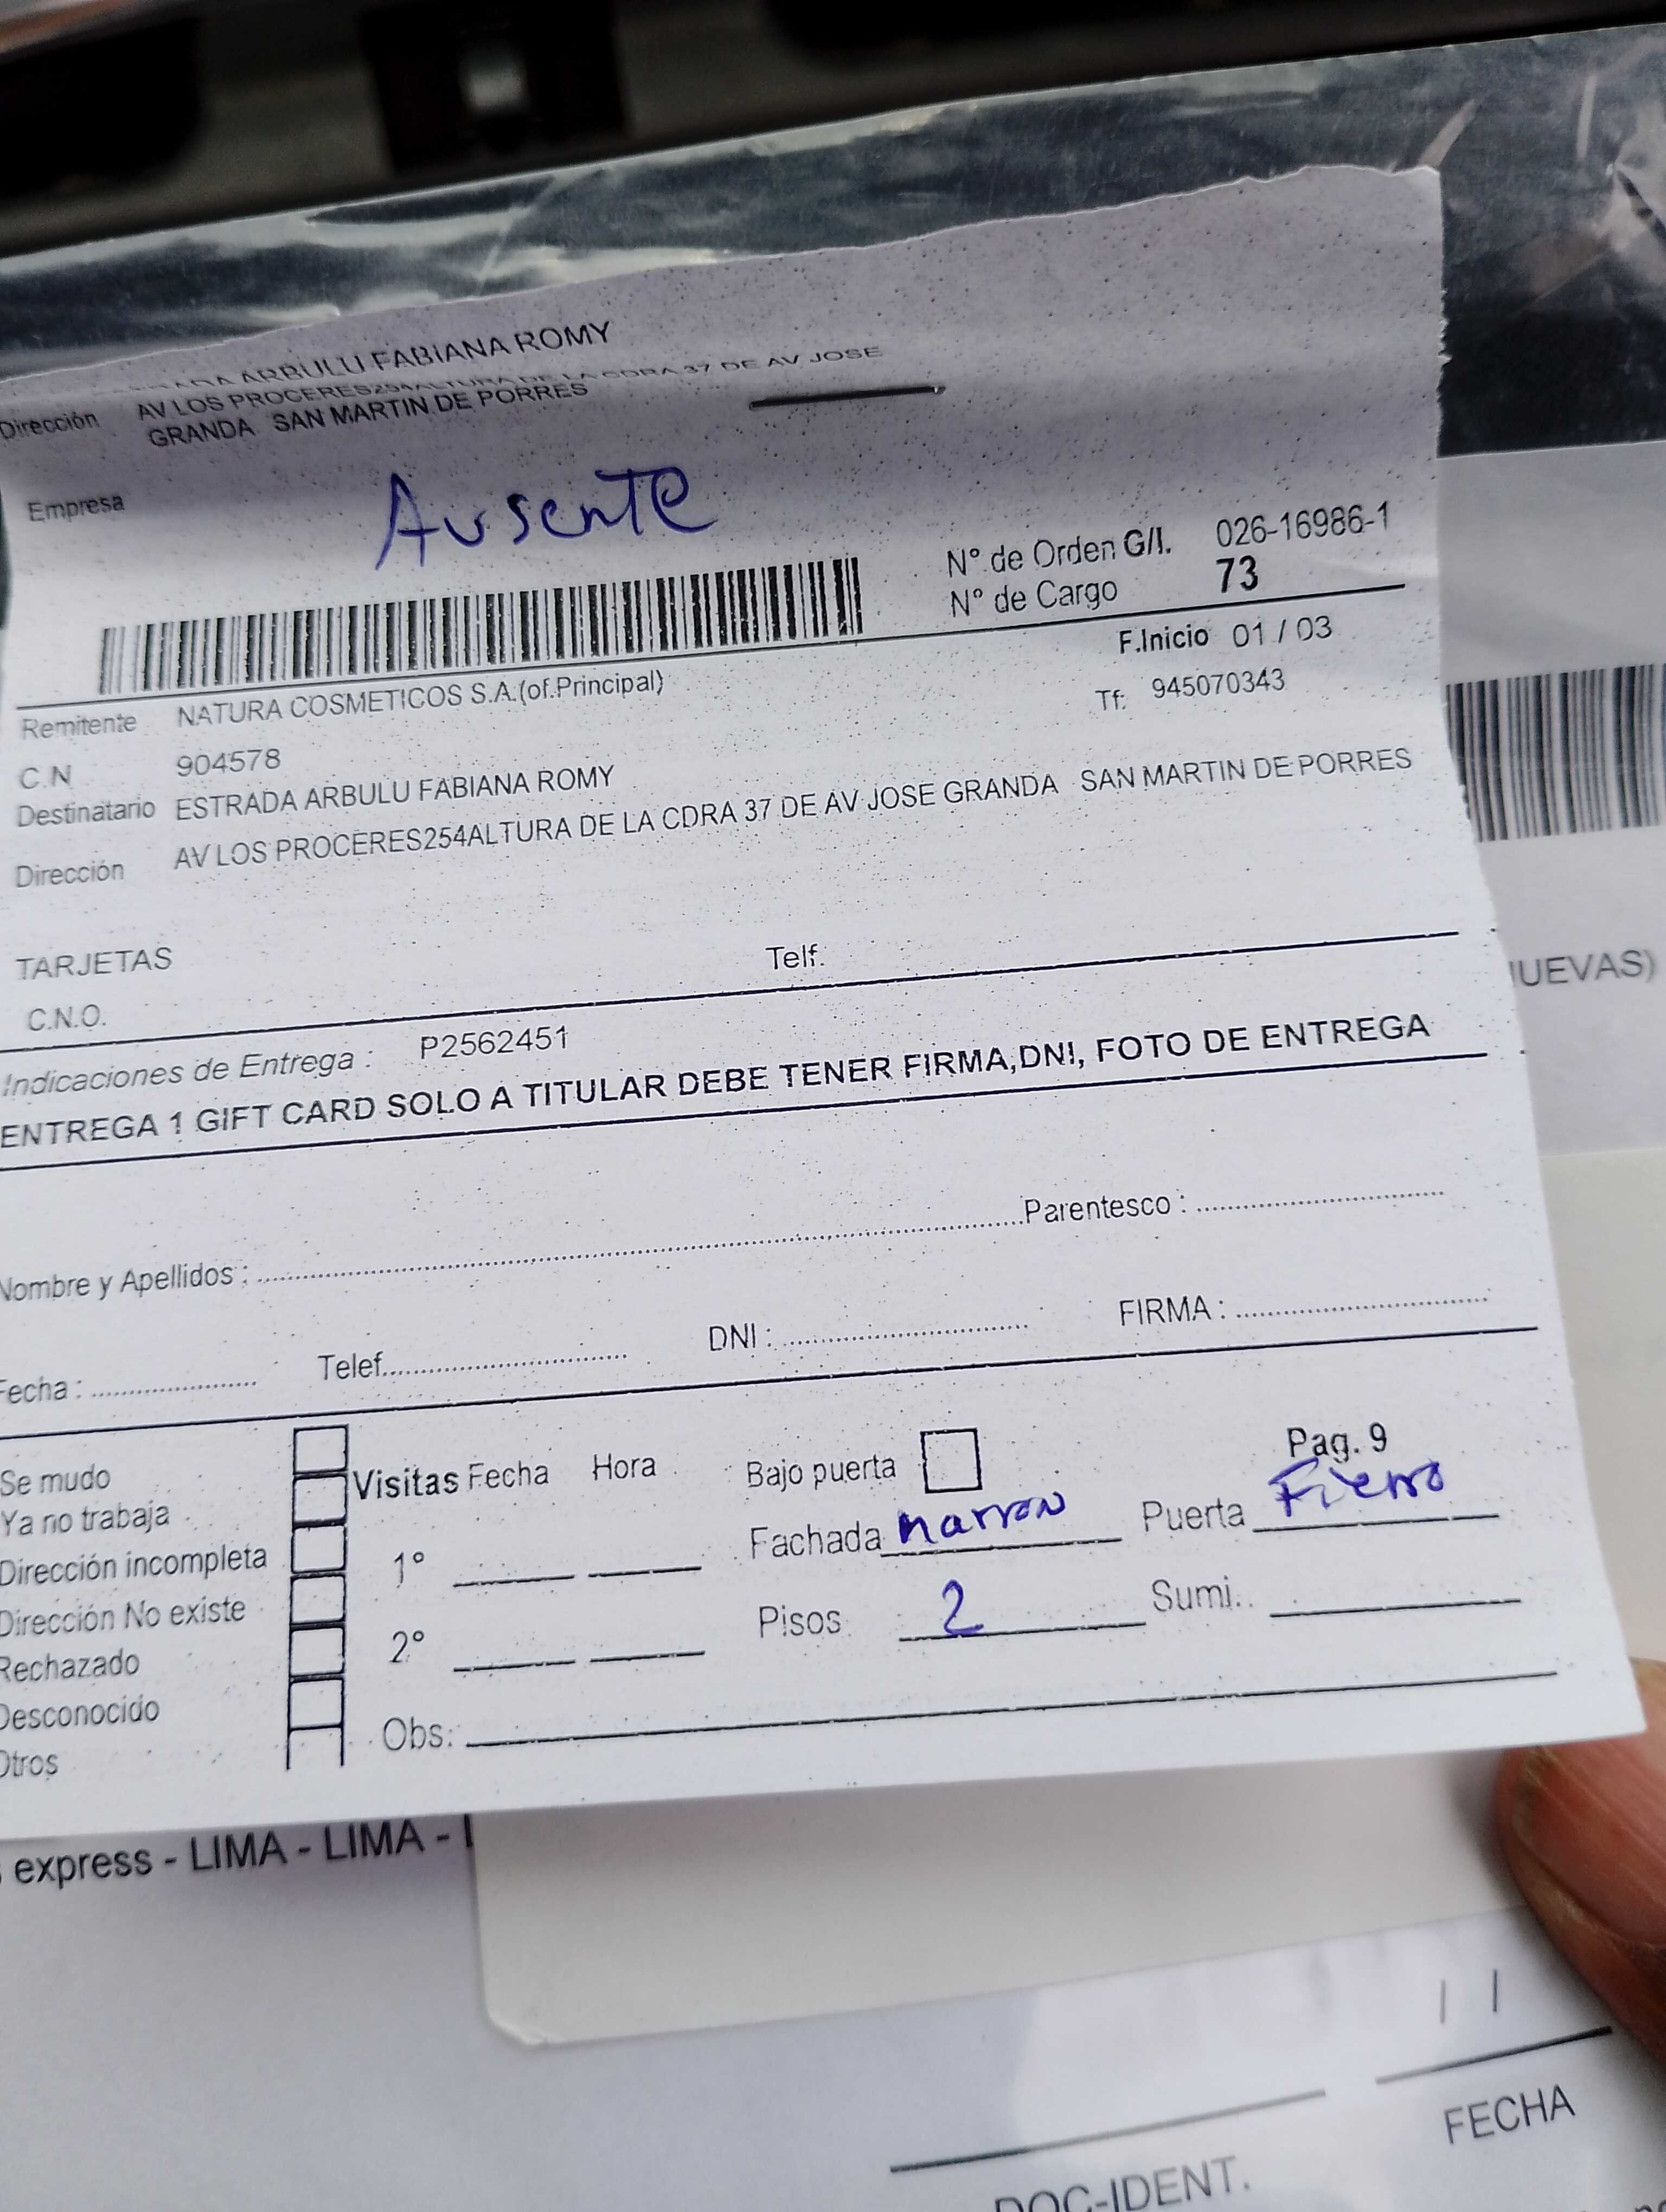 ARBULU FABIANA ROMY
Dirección AV LOS PROCERES254ALTURA DE LA CDRA 37 DE AV JOSE
GRANDA SAN MARTIN DE PORRES
Empresa
Ausente
N° de Orden G/I. 026-16986-1
N° de Cargo 73
F.Inicio 01 / 03
Remitente NATURA COSMETICOS S.A.(of.Principal)
Tf: 945070343
C.N 904578
Destinatario ESTRADA ARBULU FABIANA ROMY
Dirección AV LOS PROCERES254ALTURA DE LA CDRA 37 DE AV JOSE GRANDA SAN MARTIN DE PORRES
TARJETAS Telf.
C.N.O.
Indicaciones de Entrega : P2562451
ENTREGA 1 GIFT CARD SOLO A TITULAR DEBE TENER FIRMA,DNI, FOTO DE ENTREGA
Nombre y Apellidos : Parentesco :
Fecha : Telef. DNI : FIRMA :
Se mudo
Ya no trabaja
Dirección incompleta
Dirección No existe
Rechazado
Desconocido
Otros
Visitas Fecha Hora
1°
2°
Obs:
Bajo puerta Pag. 9
Fachada marron Puerta Fierro
Pisos 2 Sumi..
UEVAS)
express - LIMA - LIMA -
/ /
FECHA
DOC-IDENT.